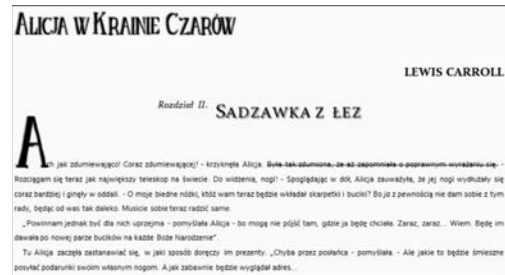 ALICJA W KRAINIE CZARÓW
LEWIS CARROLL
Rozdział II. SADZAWKA Z ŁEZ
Ach jak zdumiewająco! Coraz zdumiewającej! - krzyknęła Alicja. Była tak zdumiona, że aż zapomniała o poprawnym wyrażaniu się. -
Rozciągam się teraz jak największy teleskop na świecie. Do widzenia, nogi! - Spoglądając w dół, Alicja zauważyła, że jej nogi wydłużały się
coraz bardziej i ginęły w oddali. - O moje biedne nóżki, któż wam teraz będzie wkładał skarpetki i buciki? Bo ja z pewnością nie dam sobie z tym
rady, będąc od was tak daleko. Musicie sobie teraz radzić same.
„Powinnam jednak być dla nich uprzejma - pomyślała Alicja - bo mogą nie pójść tam, gdzie ja będę chciała. Zaraz, zaraz... Wiem. Będę im
dawała po nowej parze bucików na każde Boże Narodzenie".
Tu Alicja zaczęła zastanawiać się, w jaki sposób doręczy im prezenty. „Chyba przez posłańca - pomyślała. - Ale jakie to będzie śmieszne
posyłać podarunki swoim własnym nogom. A jak zabawnie będzie wyglądał adres...